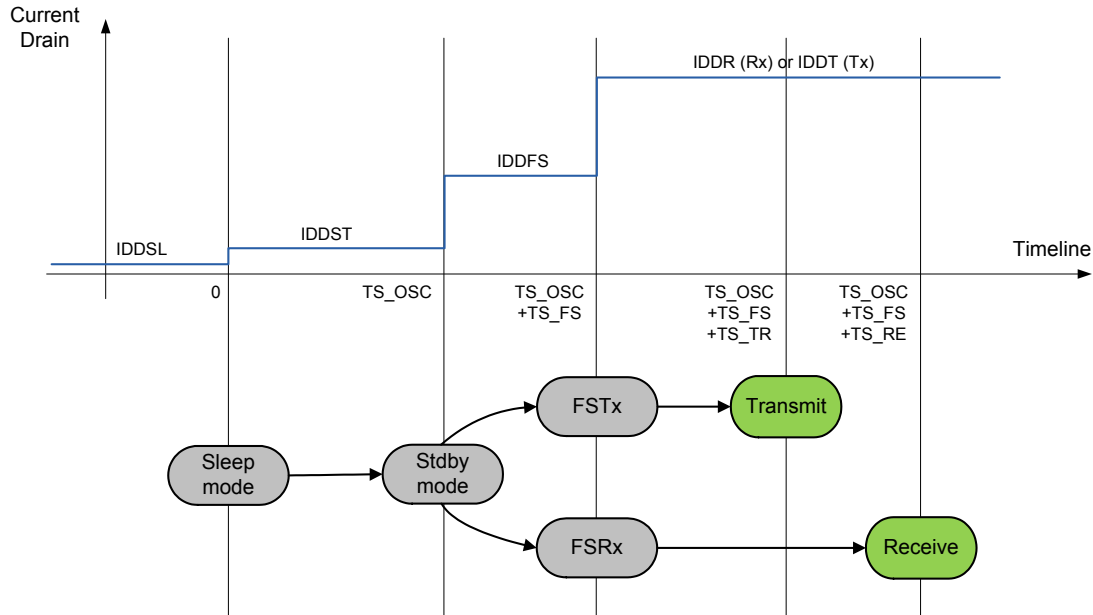 Current
Drain
IDDR (Rx) or IDDT (Tx)
IDDFS
IDDST
IDDSL
Timeline
0
TS_OSC
TS_OSC
+TS_FS
TS_OSC
+TS_FS
+TS_TR
TS_OSC
+TS_FS
+TS_RE
FSTx
Transmit
Sleep
mode
Stdby
mode
FSRx
Receive